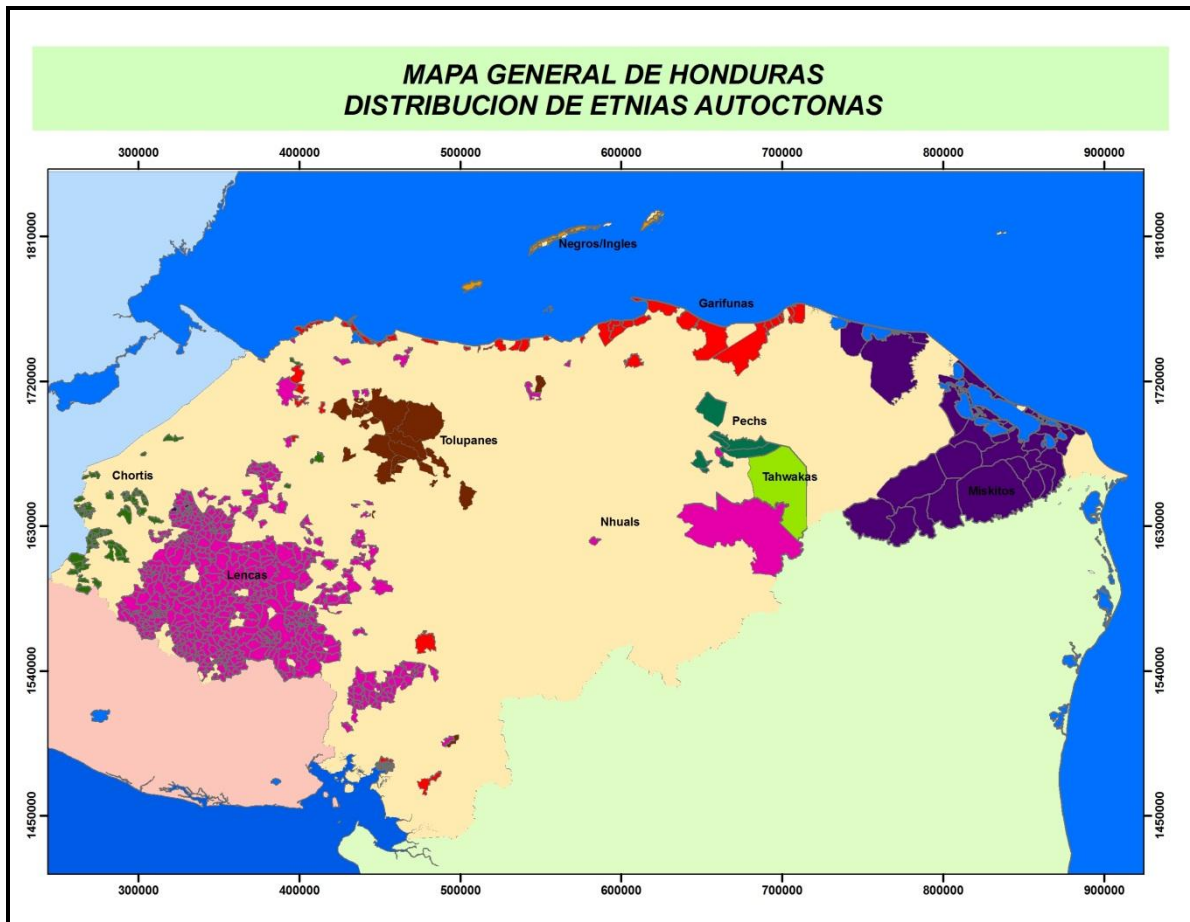 MAPA GENERAL DE HONDURAS
DISTRIBUCION DE ETNIAS AUTOCTONAS
300000 400000 500000 600000 700000 800000 900000
1810000 1810000
Negros/Ingles
Garifunas
1720000 1720000
Pechs
Tolupanes
Chortis
Tahwakas
Miskitos
Nhuals
1630000 1630000
Lencas
1540000 1540000
1450000 1450000
300000 400000 500000 600000 700000 800000 900000